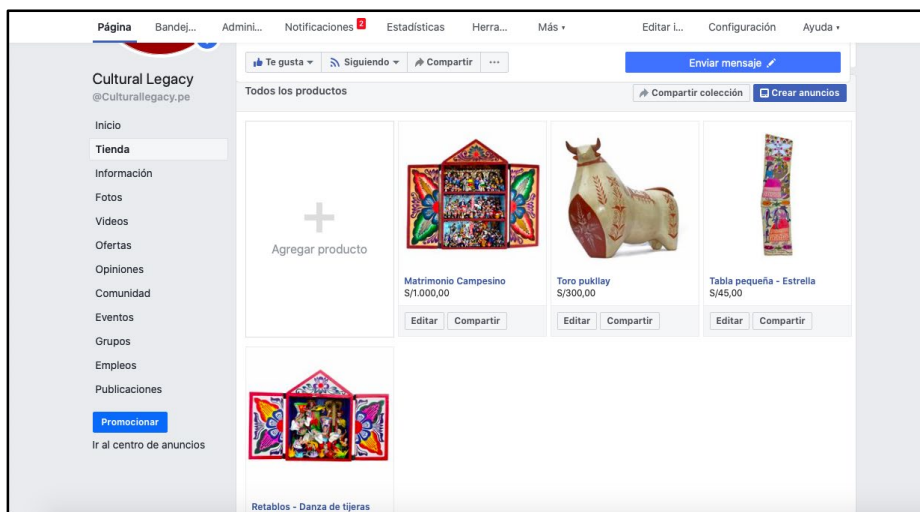 Página Bandej... Admini... Notificaciones 2 Estadísticas Herra... Más Editar i... Configuración Ayuda
Te gusta Siguiendo Compartir ... Enviar mensaje
Cultural Legacy
@Culturallegacy.pe
Inicio
Tienda
Información
Fotos
Videos
Ofertas
Opiniones
Comunidad
Eventos
Grupos
Empleos
Publicaciones
Promocionar
Ir al centro de anuncios
Todos los productos Compartir colección Crear anuncios
Agregar producto
Matrimonio Campesino
S/1.000,00
Editar Compartir
Toro pukllay
S/300,00
Editar Compartir
Tabla pequeña - Estrella
S/45,00
Editar Compartir
Retablos - Danza de tijeras